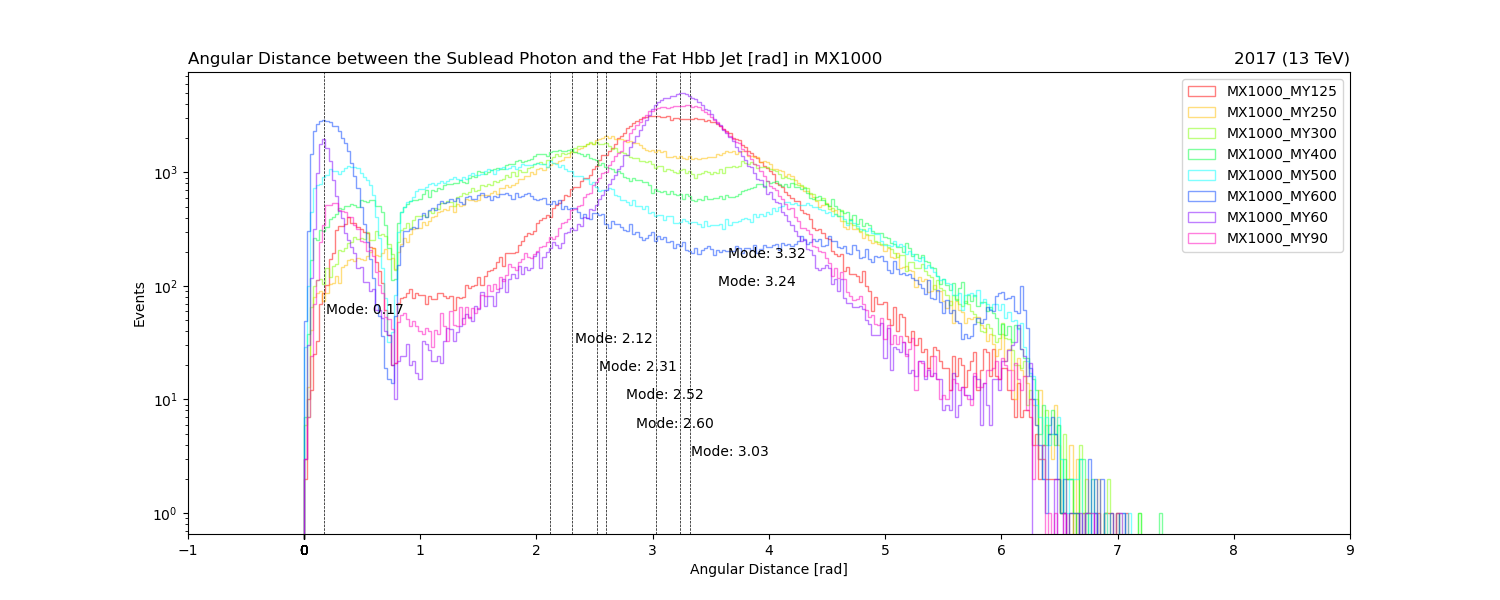 Angular Distance between the Sublead Photon and the Fat Hbb Jet [rad] in MX1000
2017 (13 TeV)
MX1000_MY125
MX1000_MY250
MX1000_MY300
MX1000_MY400
MX1000_MY500
MX1000_MY600
MX1000_MY60
MX1000_MY90
Events
10³
10²
10¹
10⁰
Mode: 3.32
Mode: 3.24
Mode: 0.17
Mode: 2.12
Mode: 2.31
Mode: 2.52
Mode: 2.60
Mode: 3.03
−1 0 1 2 3 4 5 6 7 8 9
Angular Distance [rad]